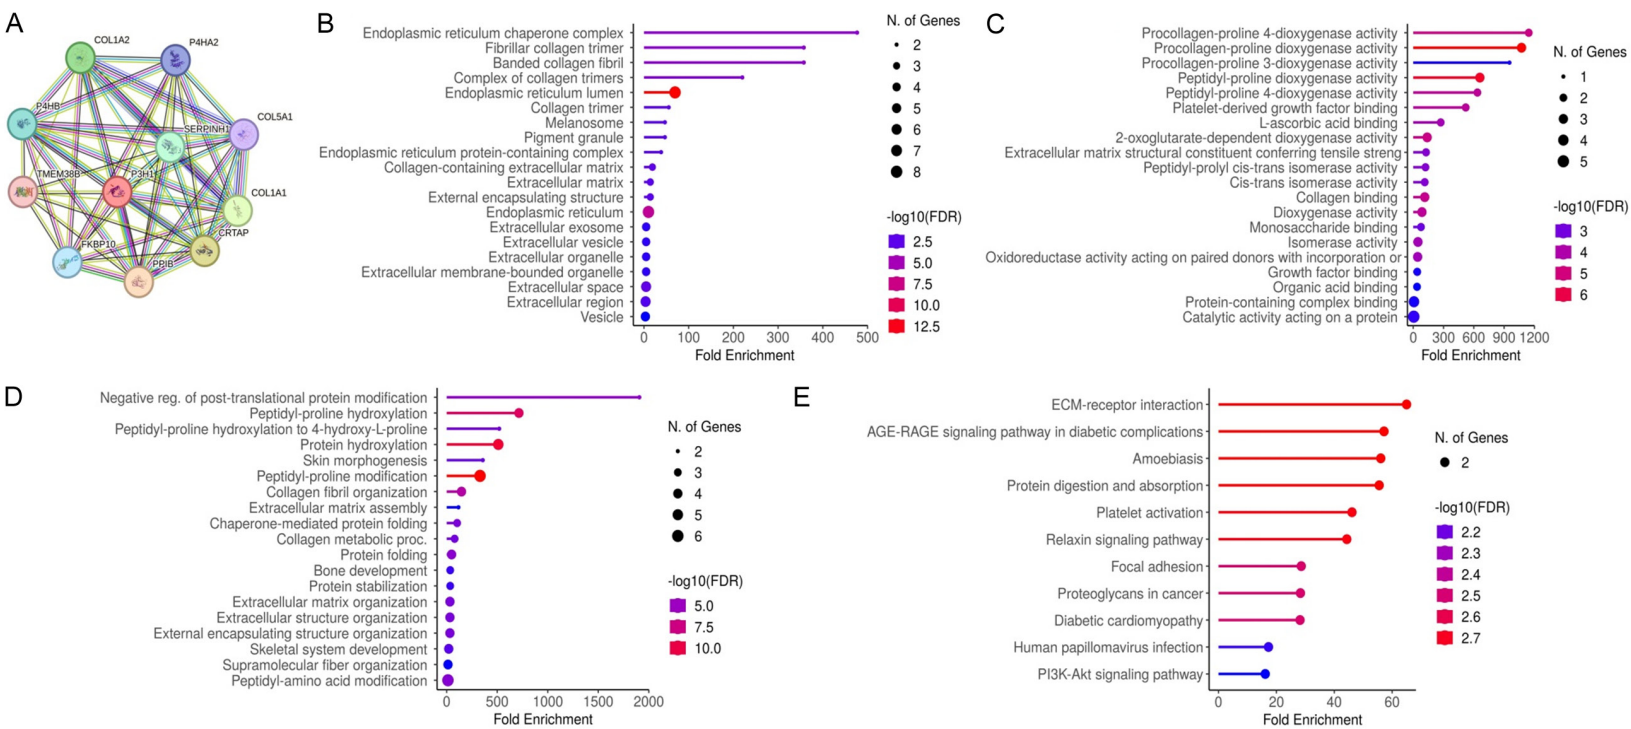 A
COL1A2
P4HA2
P4HB
COL5A1
SERPINH1
TMEM38B
P3H1
COL1A1
CRTAP
FKBP10
PPIB
B
Endoplasmic reticulum chaperone complex
Fibrillar collagen trimer
Banded collagen fibril
Complex of collagen trimers
Endoplasmic reticulum lumen
Collagen trimer
Melanosome
Pigment granule
Endoplasmic reticulum protein-containing complex
Collagen-containing extracellular matrix
Extracellular matrix
External encapsulating structure
Endoplasmic reticulum
Extracellular exosome
Extracellular vesicle
Extracellular organelle
Extracellular membrane-bounded organelle
Extracellular space
Extracellular region
Vesicle
0 100 200 300 400 500
Fold Enrichment
N. of Genes
2
3
4
5
6
7
8
-log10(FDR)
2.5
5.0
7.5
10.0
12.5
C
Procollagen-proline 4-dioxygenase activity
Procollagen-proline dioxygenase activity
Procollagen-proline 3-dioxygenase activity
Peptidyl-proline dioxygenase activity
Peptidyl-proline 4-dioxygenase activity
Platelet-derived growth factor binding
L-ascorbic acid binding
2-oxoglutarate-dependent dioxygenase activity
Extracellular matrix structural constituent conferring tensile streng
Peptidyl-prolyl cis-trans isomerase activity
Cis-trans isomerase activity
Collagen binding
Dioxygenase activity
Monosaccharide binding
Isomerase activity
Oxidoreductase activity acting on paired donors with incorporation or
Growth factor binding
Organic acid binding
Protein-containing complex binding
Catalytic activity acting on a protein
0 300 600 900 1200
Fold Enrichment
N. of Genes
1
2
3
4
5
-log10(FDR)
3
4
5
6
D
Negative reg. of post-translational protein modification
Peptidyl-proline hydroxylation
Peptidyl-proline hydroxylation to 4-hydroxy-L-proline
Protein hydroxylation
Skin morphogenesis
Peptidyl-proline modification
Collagen fibril organization
Extracellular matrix assembly
Chaperone-mediated protein folding
Collagen metabolic proc.
Protein folding
Bone development
Protein stabilization
Extracellular matrix organization
Extracellular structure organization
External encapsulating structure organization
Skeletal system development
Supramolecular fiber organization
Peptidyl-amino acid modification
0 500 1000 1500 2000
Fold Enrichment
N. of Genes
2
3
4
5
6
-log10(FDR)
5.0
7.5
10.0
E
ECM-receptor interaction
AGE-RAGE signaling pathway in diabetic complications
Amoebiasis
Protein digestion and absorption
Platelet activation
Relaxin signaling pathway
Focal adhesion
Proteoglycans in cancer
Diabetic cardiomyopathy
Human papillomavirus infection
PI3K-Akt signaling pathway
0 20 40 60
Fold Enrichment
N. of Genes
2
-log10(FDR)
2.2
2.3
2.4
2.5
2.6
2.7